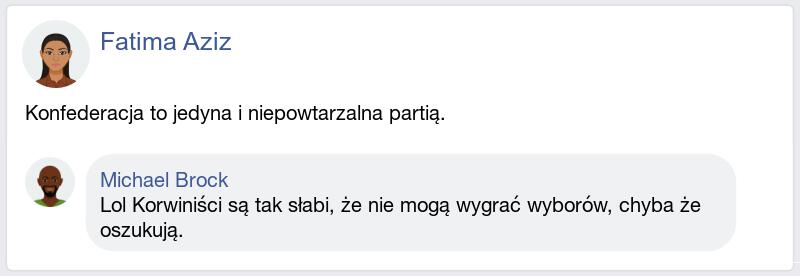 Fatima Aziz
Konfederacja to jedyna i niepowtarzalna partią.
Michael Brock
Lol Korwiniści są tak słabi, że nie mogą wygrać wyborów, chyba że
oszukują.